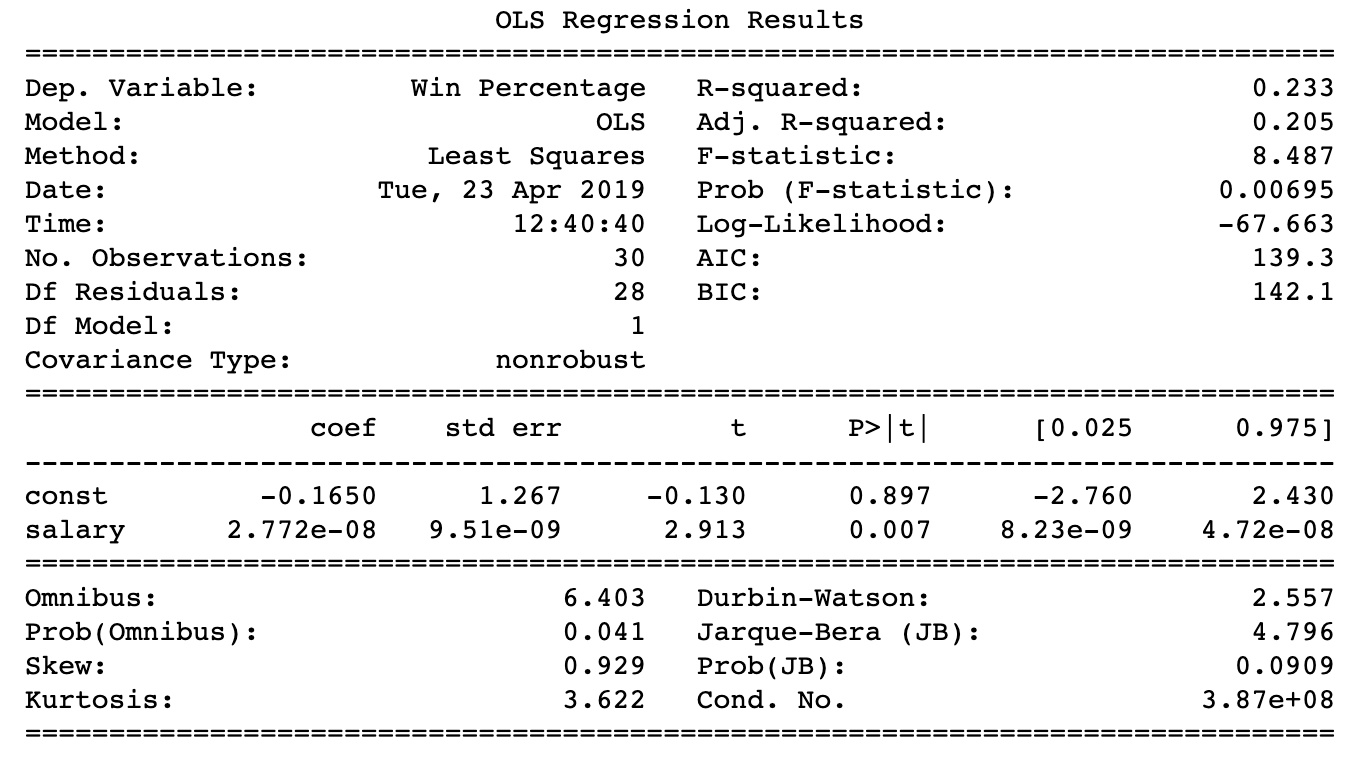 OLS Regression Results
==============================================================================
Dep. Variable:         Win Percentage   R-squared:                       0.233
Model:                            OLS   Adj. R-squared:                  0.205
Method:                 Least Squares   F-statistic:                     8.487
Date:                Tue, 23 Apr 2019   Prob (F-statistic):            0.00695
Time:                        12:40:40   Log-Likelihood:                -67.663
No. Observations:                  30   AIC:                             139.3
Df Residuals:                      28   BIC:                             142.1
Df Model:                           1
Covariance Type:            nonrobust
==============================================================================
                 coef    std err          t      P>|t|      [0.025      0.975]
------------------------------------------------------------------------------
const         -0.1650      1.267     -0.130      0.897      -2.760       2.430
salary      2.772e-08   9.51e-09      2.913      0.007    8.23e-09    4.72e-08
==============================================================================
Omnibus:                        6.403   Durbin-Watson:                   2.557
Prob(Omnibus):                  0.041   Jarque-Bera (JB):                4.796
Skew:                           0.929   Prob(JB):                       0.0909
Kurtosis:                       3.622   Cond. No.                     3.87e+08
==============================================================================